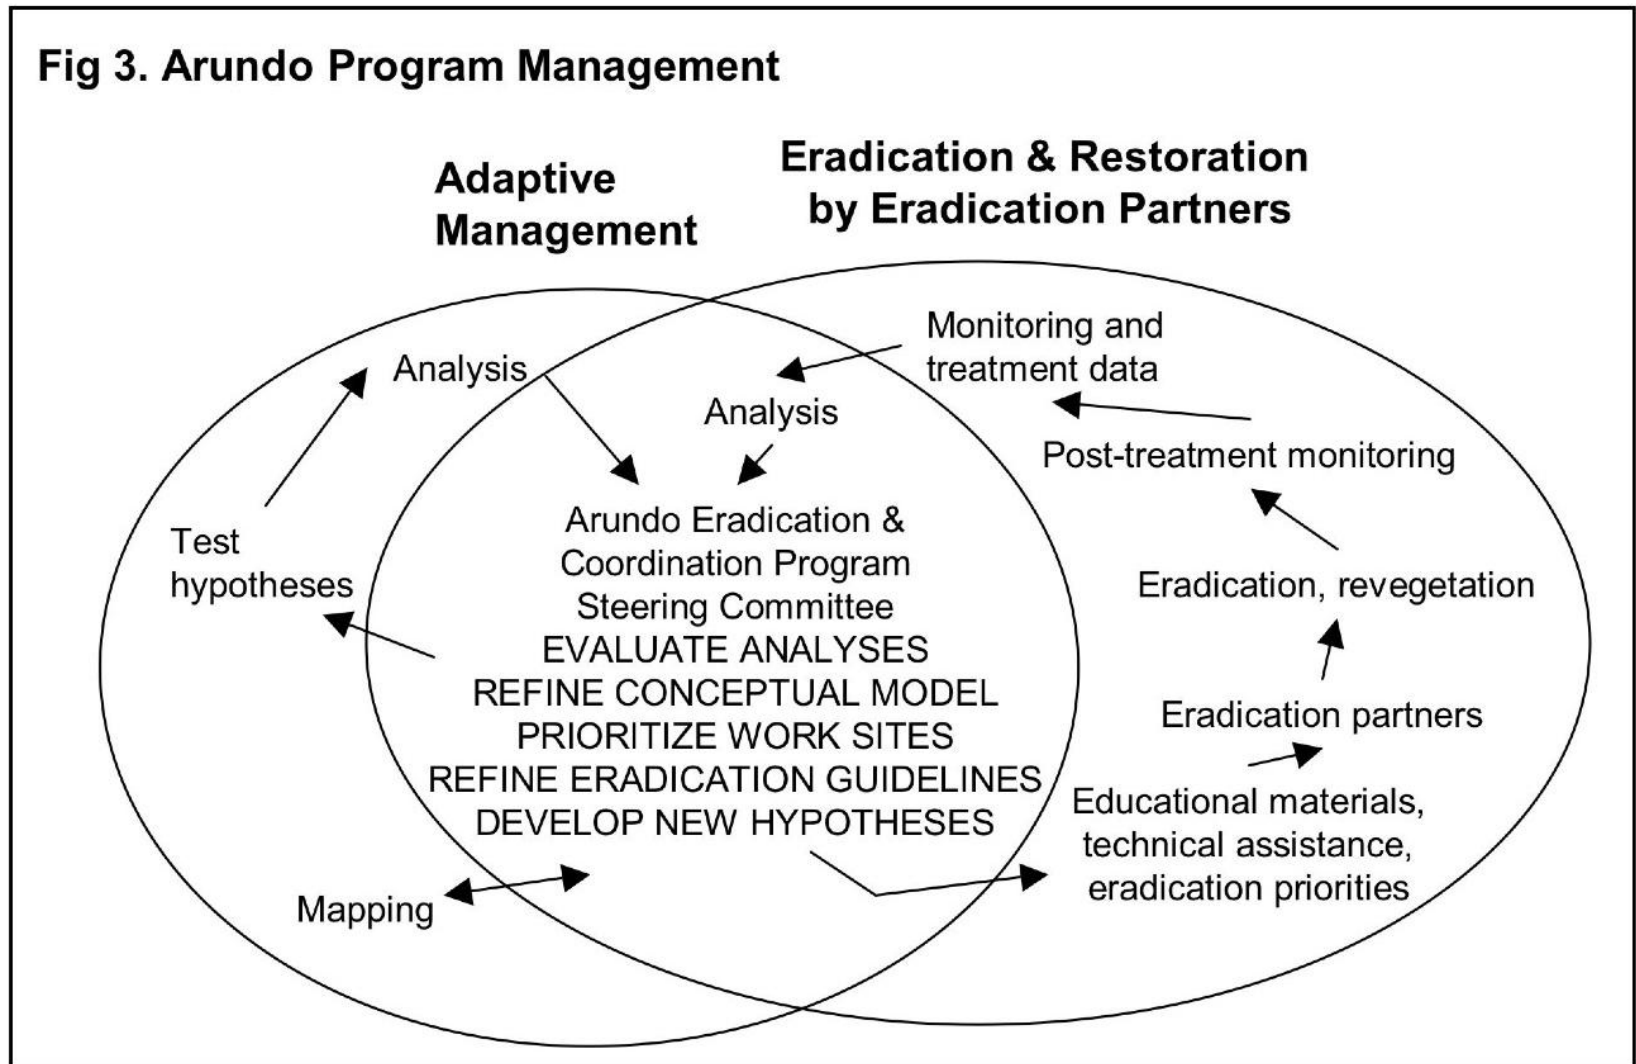 Fig 3. Arundo Program Management
Adaptive
Management
Eradication & Restoration
by Eradication Partners
Analysis
Test
hypotheses
Mapping
Monitoring and
treatment data
Analysis
Arundo Eradication &
Coordination Program
Steering Committee
EVALUATE ANALYSES
REFINE CONCEPTUAL MODEL
PRIORITIZE WORK SITES
REFINE ERADICATION GUIDELINES
DEVELOP NEW HYPOTHESES
Post-treatment monitoring
Eradication, revegetation
Eradication partners
Educational materials,
technical assistance,
eradication priorities